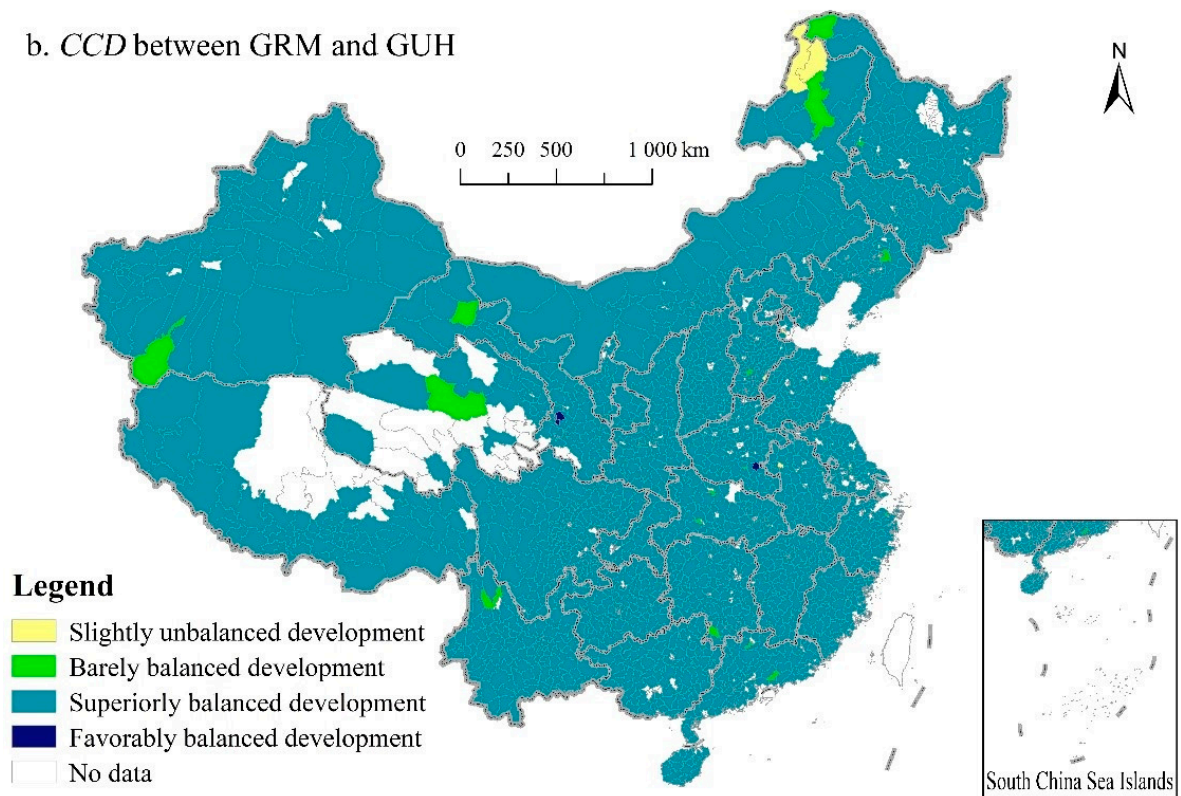 b. CCD between GRM and GUH
N
0 250 500 1 000 km
Legend
Slightly unbalanced development
Barely balanced development
Superiorly balanced development
Favorably balanced development
No data
South China Sea Islands